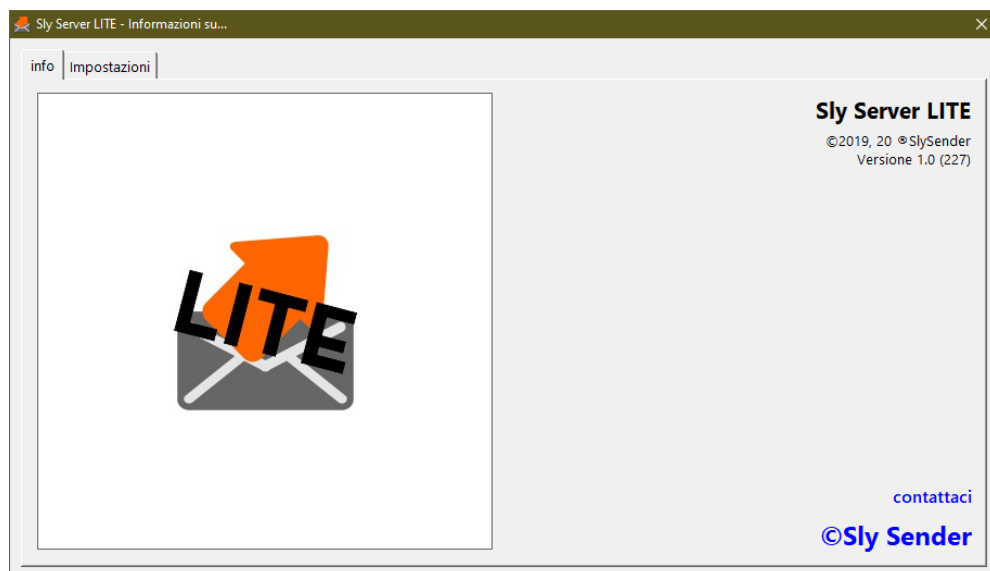 Sly Server LITE - Informazioni su...
info
Impostazioni
LITE
Sly Server LITE
©2019, 20 ®SlySender
Versione 1.0 (227)
contattaci
©Sly Sender